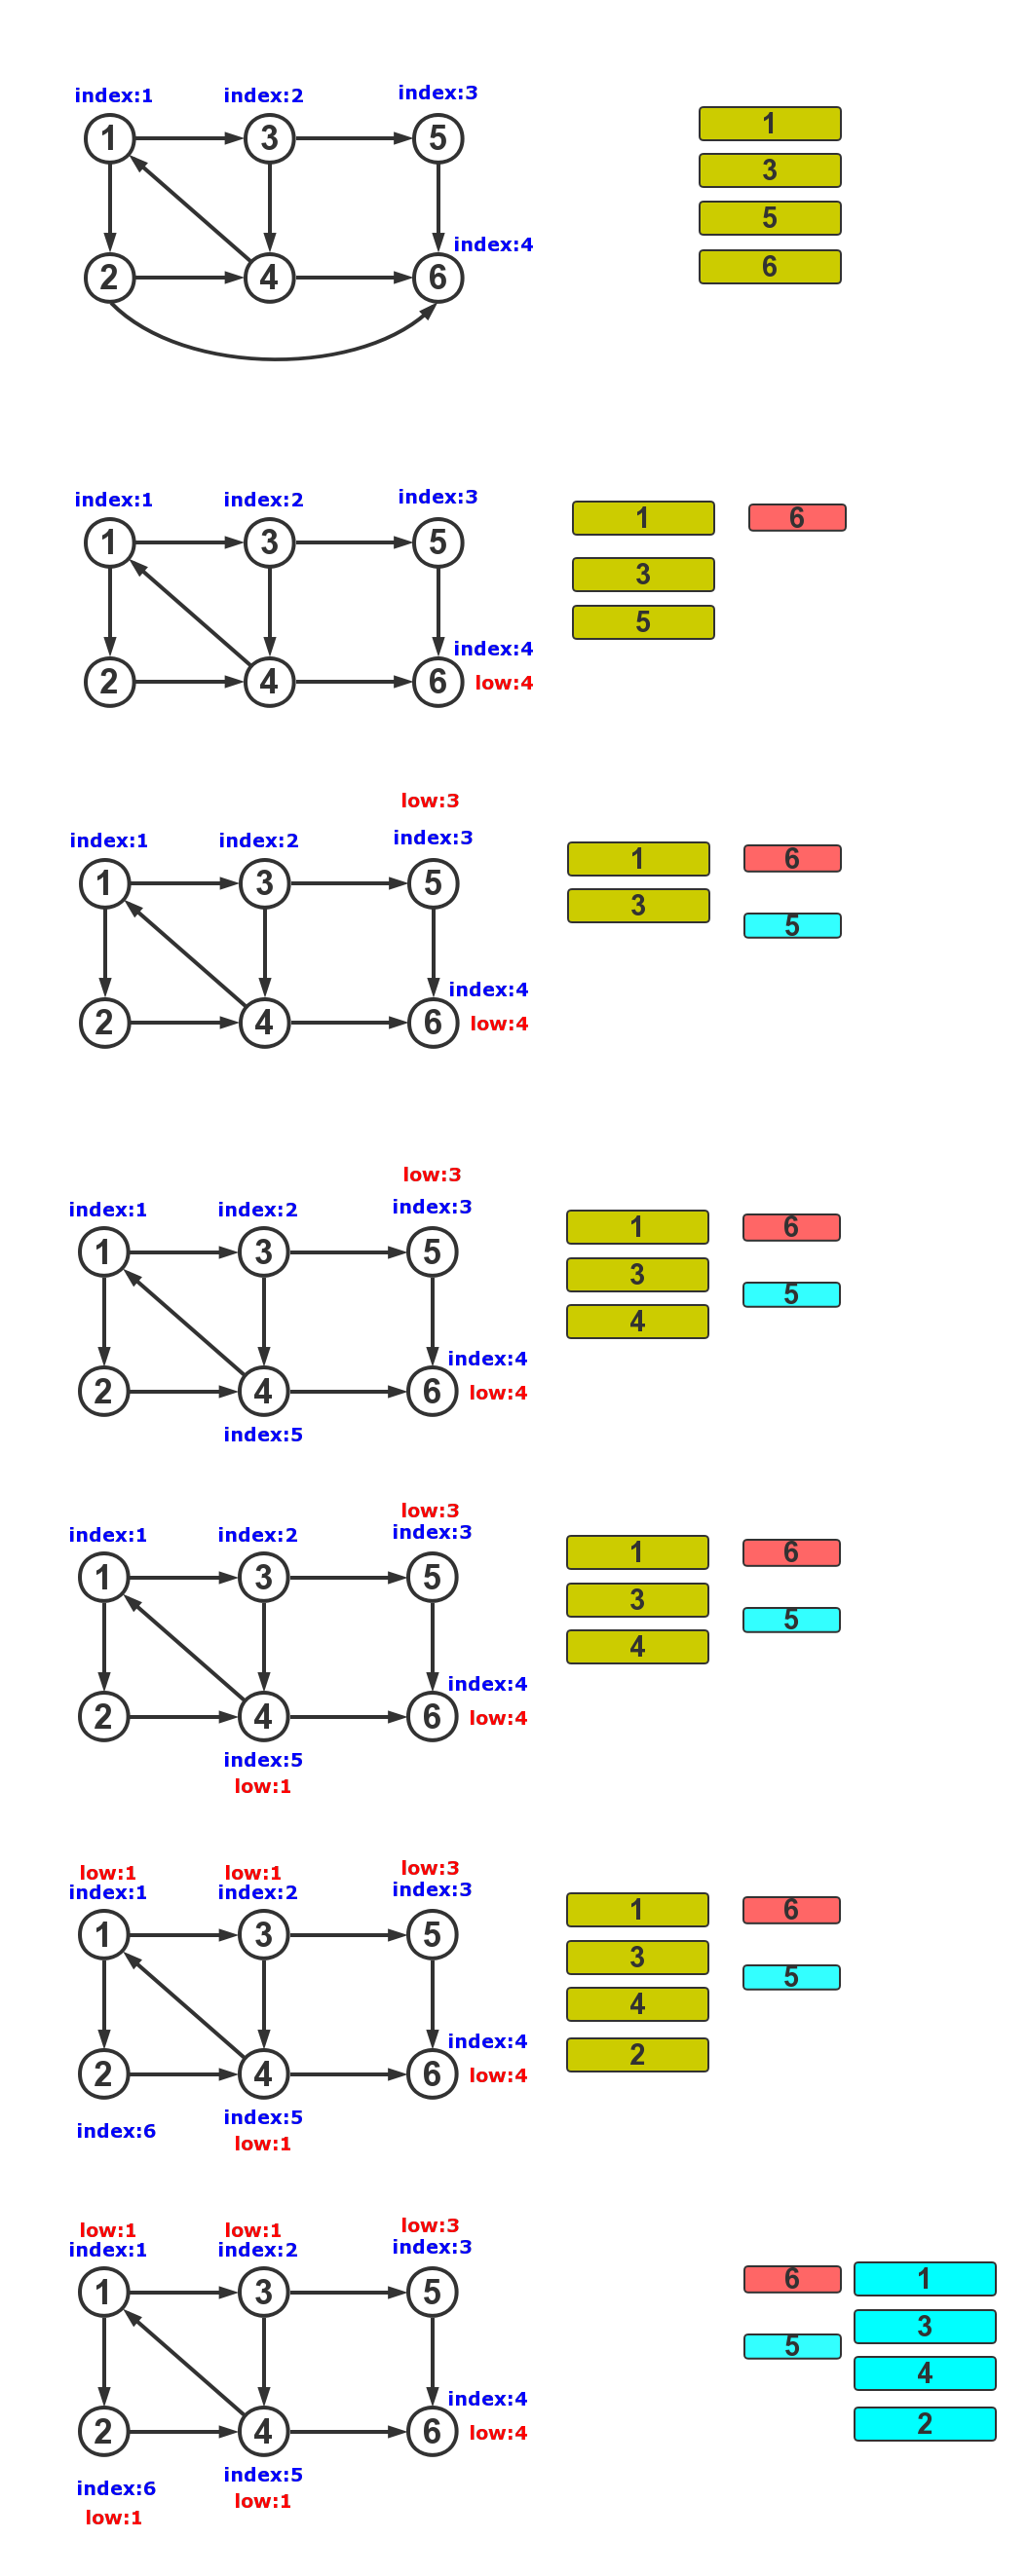 index:1 index:2 index:3
1 3 5 1
3
5
index:4
2 4 6 6
index:1 index:2 index:3
1 3 5 1 6
3
5
index:4
2 4 6 low:4
low:3
index:1 index:2 index:3
1 3 5 1 6
3 5
index:4
2 4 6 low:4
low:3
index:1 index:2 index:3
1 3 5 1 6
3 5
4
index:4
2 4 6 low:4
index:5
low:3
index:1 index:2 index:3
1 3 5 1 6
3 5
4
index:4
2 4 6 low:4
index:5
low:1
low:1 low:1 low:3
index:1 index:2 index:3
1 3 5 1 6
3 5
4
index:4 2
2 4 6 low:4
index:6 index:5
low:1
low:1 low:1 low:3
index:1 index:2 index:3
1 3 5 6 1
3
5
4
index:4
2 4 6 low:4 2
index:6 index:5
low:1 low:1